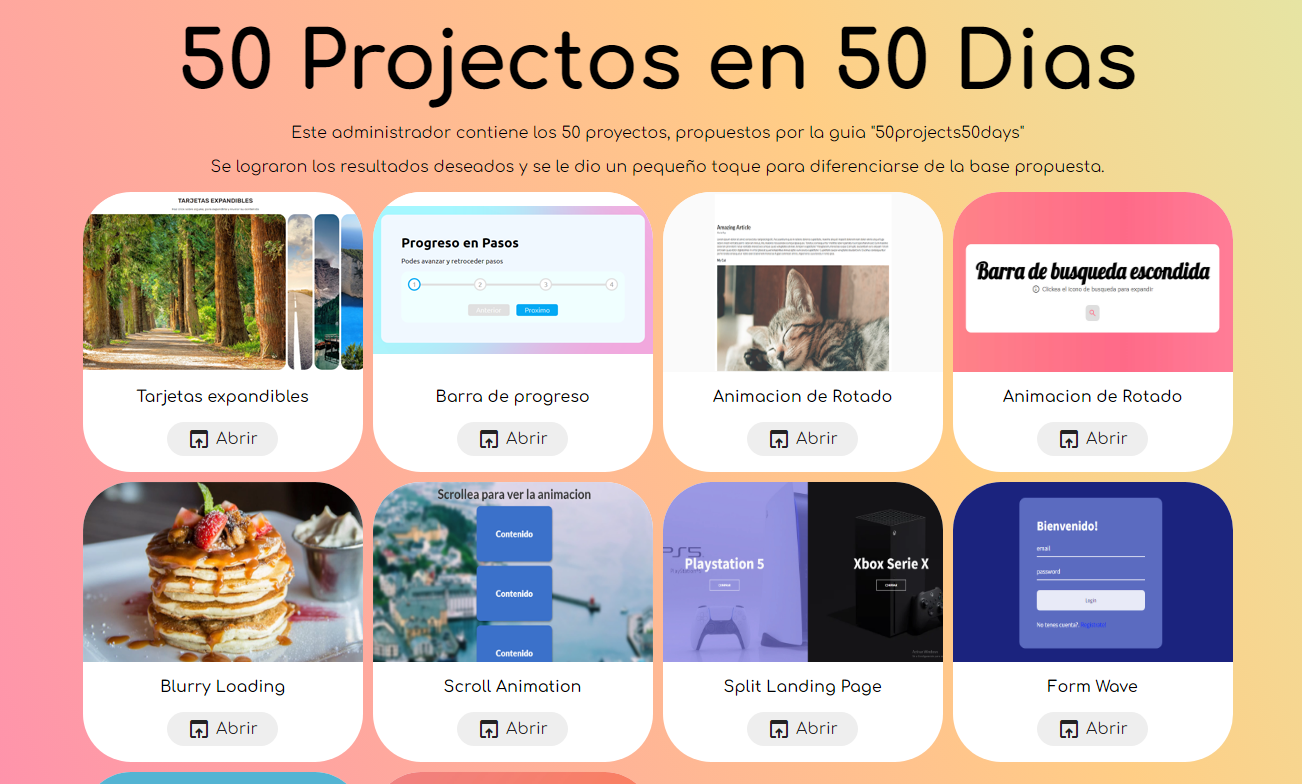 50 Projectos en 50 Dias
Este administrador contiene los 50 proyectos, propuestos por la guia "50projects50days"
Se lograron los resultados deseados y se le dio un pequeño toque para diferenciarse de la base propuesta.
TARJETAS EXPANDIBLES
Tarjetas expandibles
Abrir
Progreso en Pasos
Podes avanzar y retroceder pasos
1 2 3 4
Anterior Proximo
Barra de progreso
Abrir
Amazing Article
Animacion de Rotado
Abrir
Barra de busqueda escondida
Clickea el icono de busqueda para expandir
Animacion de Rotado
Abrir
Blurry Loading
Abrir
Scrollea para ver la animacion
Contenido
Contenido
Contenido
Scroll Animation
Abrir
PS5
Playstation 5
COMPRAR
Xbox Serie X
COMPRAR
Split Landing Page
Abrir
Bienvenido!
email
password
Login
No tenes cuenta? Registrate!
Form Wave
Abrir